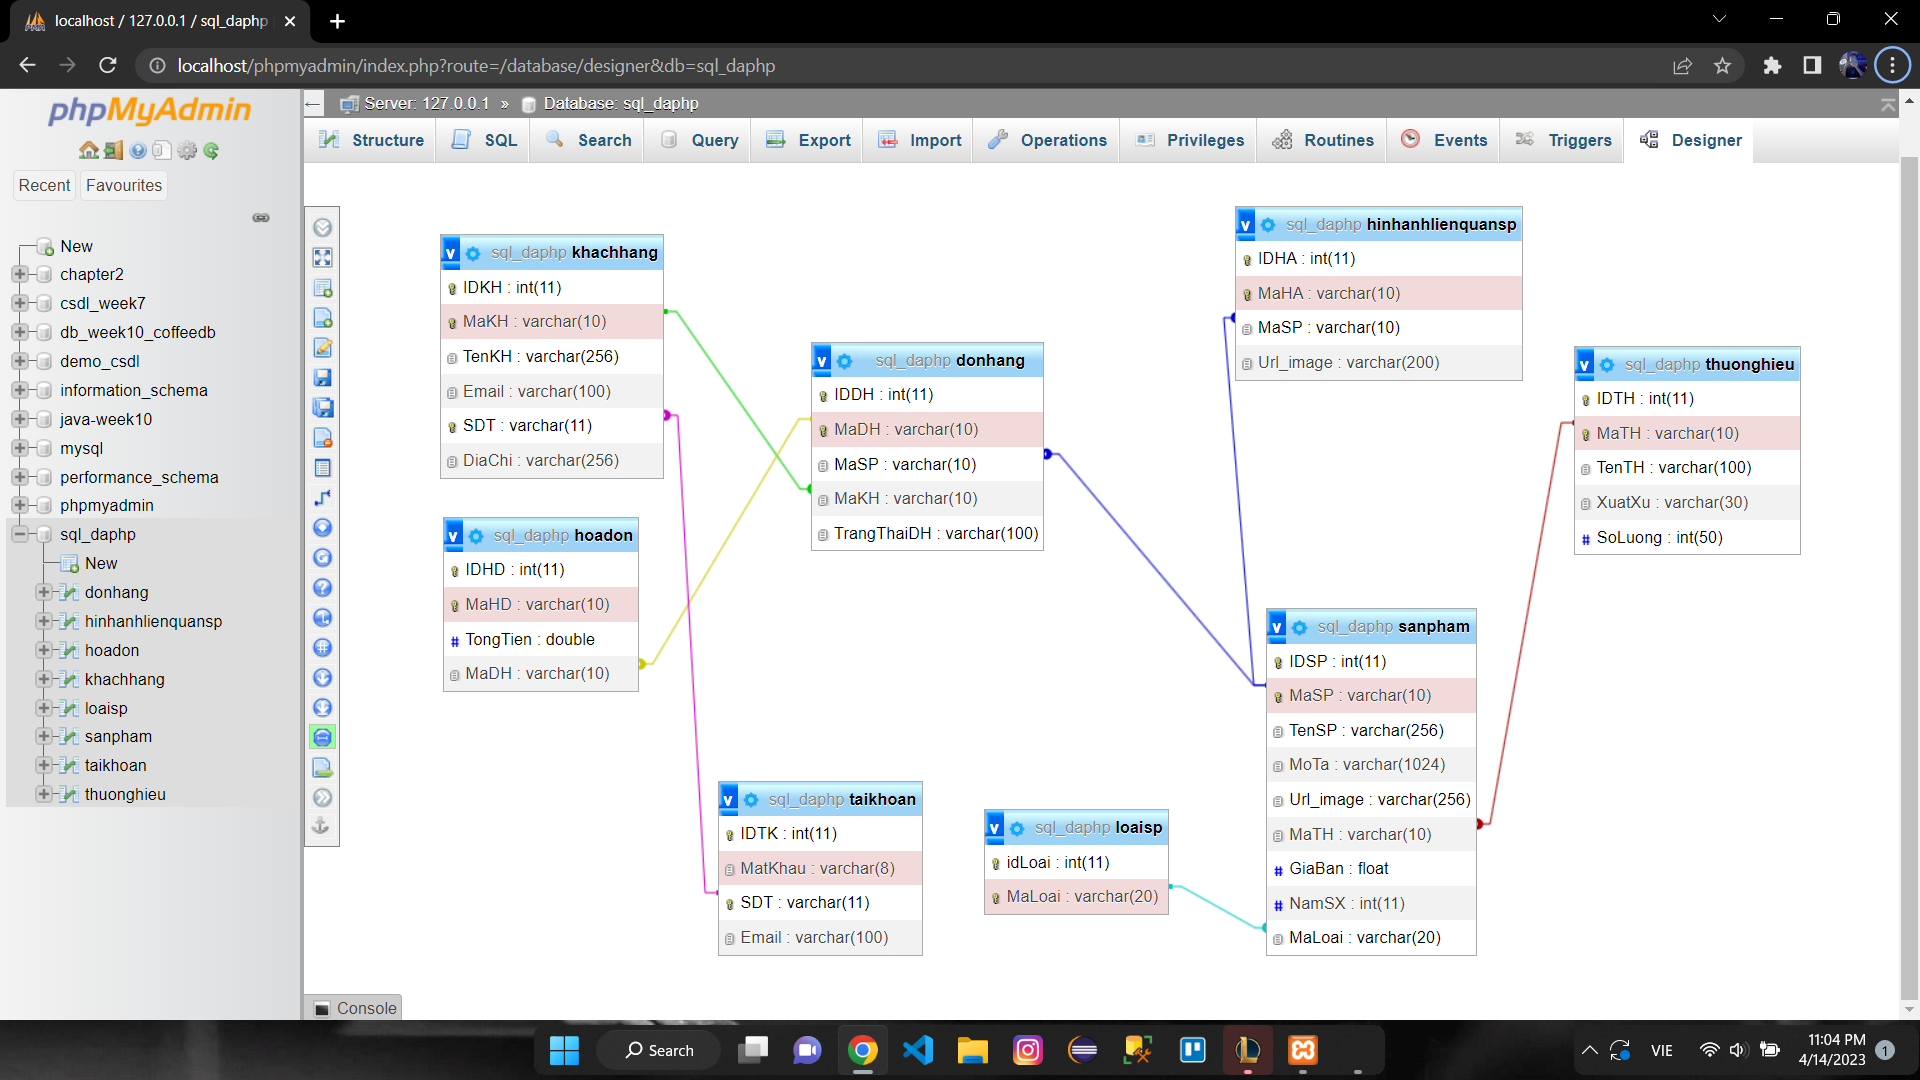 localhost / 127.0.0.1 / sql_daphp
localhost/phpmyadmin/index.php?route=/database/designer&db=sql_daphp
phpMyAdmin
Recent
Favourites
New
chapter2
csdl_week7
db_week10_coffeedb
demo_csdl
information_schema
java-week10
mysql
performance_schema
phpmyadmin
sql_daphp
New
donhang
hinhanhlienquansp
hoadon
khachhang
loaisp
sanpham
taikhoan
thuonghieu
Server: 127.0.0.1 » Database: sql_daphp
Structure
SQL
Search
Query
Export
Import
Operations
Privileges
Routines
Events
Triggers
Designer
v sql_daphp khachhang
IDKH : int(11)
MaKH : varchar(10)
TenKH : varchar(256)
Email : varchar(100)
SDT : varchar(11)
DiaChi : varchar(256)
v sql_daphp hoadon
IDHD : int(11)
MaHD : varchar(10)
# TongTien : double
MaDH : varchar(10)
v sql_daphp donhang
IDDH : int(11)
MaDH : varchar(10)
MaSP : varchar(10)
MaKH : varchar(10)
TrangThaiDH : varchar(100)
v sql_daphp hinhanhlienquansp
IDHA : int(11)
MaHA : varchar(10)
MaSP : varchar(10)
Url_image : varchar(200)
v sql_daphp thuonghieu
IDTH : int(11)
MaTH : varchar(10)
TenTH : varchar(100)
XuatXu : varchar(30)
# SoLuong : int(50)
v sql_daphp sanpham
IDSP : int(11)
MaSP : varchar(10)
TenSP : varchar(256)
MoTa : varchar(1024)
Url_image : varchar(256)
MaTH : varchar(10)
# GiaBan : float
# NamSX : int(11)
MaLoai : varchar(20)
v sql_daphp taikhoan
IDTK : int(11)
MatKhau : varchar(8)
SDT : varchar(11)
Email : varchar(100)
v sql_daphp loaisp
idLoai : int(11)
MaLoai : varchar(20)
Console
Search
VIE
11:04 PM
4/14/2023
1